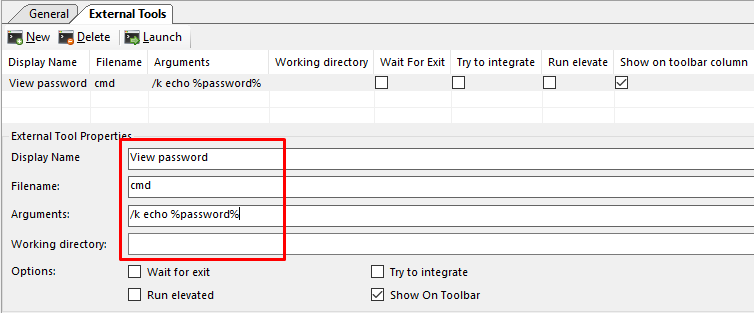 General External Tools
New Delete Launch
Display Name Filename Arguments Working directory Wait For Exit Try to integrate Run elevate Show on toolbar column
View password cmd /k echo %password%
External Tool Properties
Display Name View password
Filename: cmd
Arguments: /k echo %password%
Working directory:
Options: Wait for exit Try to integrate
Run elevated Show On Toolbar